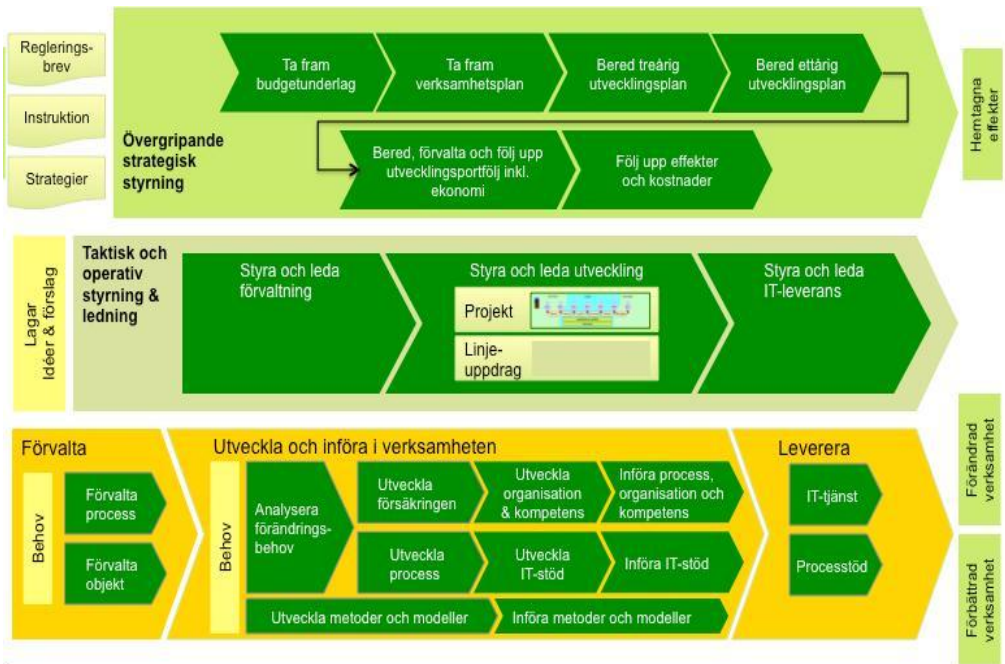 Reglerings-
brev
Instruktion
Strategier
Övergripande
strategisk
styrning
Ta fram
budgetunderlag
Ta fram
verksamhetsplan
Bered treårig
utvecklingsplan
Bered ettårig
utvecklingsplan
Bered, förvalta och följ upp
utvecklingsportfölj inkl.
ekonomi
Följ upp effekter
och kostnader
Hemtagna
effekter
Lagar
Idéer & förslag
Taktisk och
operativ
styrning &
ledning
Styra och leda
förvaltning
Styra och leda utveckling
Projekt
Linje-
uppdrag
Styra och leda
IT-leverans
Förvalta
Behov
Förvalta
process
Förvalta
objekt
Utveckla och införa i verksamheten
Behov
Analysera
förändrings-
behov
Utveckla
försäkringen
Utveckla
organisation
& kompetens
Införa process,
organisation och
kompetens
Utveckla
process
Utveckla
IT-stöd
Införa IT-stöd
Utveckla metoder och modeller
Införa metoder och modeller
Leverera
IT-tjänst
Processtöd
Förändrad
verksamhet
Förbättrad
verksamhet